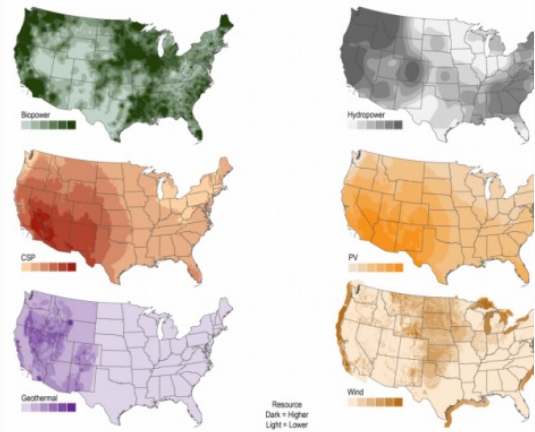 Biopower
Hydropower
CSP
PV
Geothermal
Wind
Resource
Dark = Higher
Light = Lower